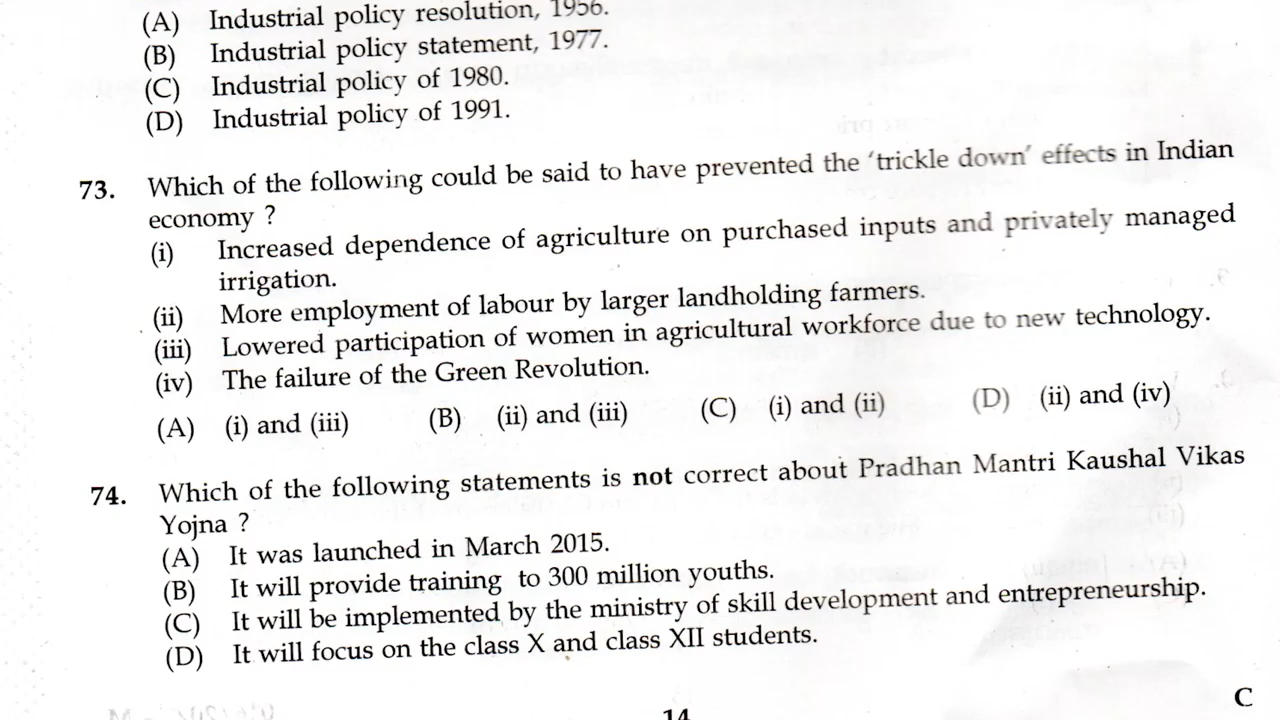 (A) Industrial policy resolution, 1956.
(B) Industrial policy statement, 1977.
(C) Industrial policy of 1980.
(D) Industrial policy of 1991.
73. Which of the following could be said to have prevented the 'trickle down' effects in Indian
economy ?
(i) Increased dependence of agriculture on purchased inputs and privately managed
irrigation.
(ii) More employment of labour by larger landholding farmers.
(iii) Lowered participation of women in agricultural workforce due to new technology.
(iv) The failure of the Green Revolution.
(A) (i) and (iii) (B) (ii) and (iii) (C) (i) and (ii) (D) (ii) and (iv)
74. Which of the following statements is not correct about Pradhan Mantri Kaushal Vikas
Yojna ?
(A) It was launched in March 2015.
(B) It will provide training to 300 million youths.
(C) It will be implemented by the ministry of skill development and entrepreneurship.
(D) It will focus on the class X and class XII students.
C
14